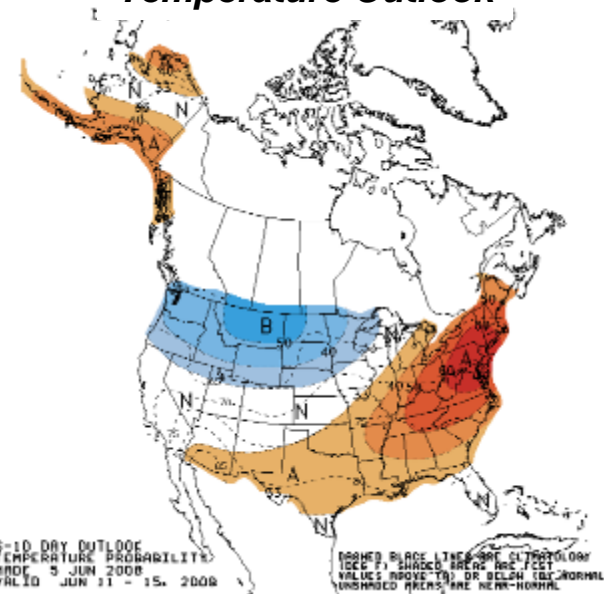 Temperature Outlook
N
N
A
B
50
40
N
N
N
A
A
N
N
6-10 DAY OUTLOOK
TEMPERATURE PROBABILITY
MADE 5 JUN 2008
VALID JUN 11 - 15, 2008
DASHED BLACK LINES ARE CLIMATOLOGY
(DEG F) SHADED AREAS ARE FCST
VALUES ABOVE (A) OR BELOW (B) NORMAL
UNSHADED AREAS ARE NEAR-NORMAL